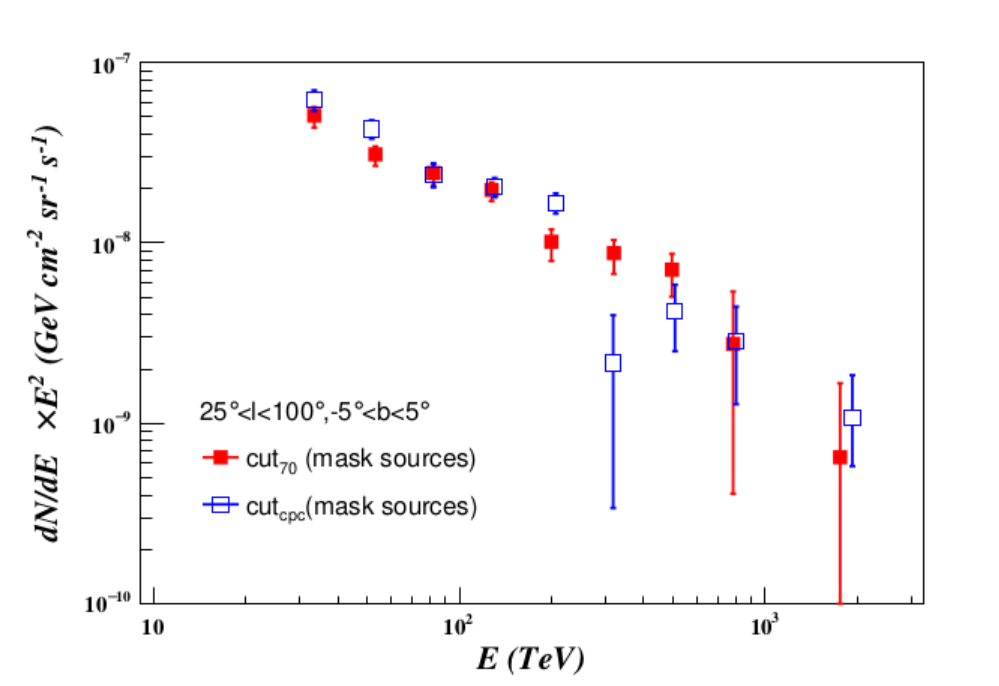 10⁻⁷
10⁻⁸
10⁻⁹
10⁻¹⁰
dN/dE ×E² (GeV cm⁻² sr⁻¹ s⁻¹)
25°<l<100°,-5°<b<5°
cut₇₀ (mask sources)
cut_cpc(mask sources)
10 10² 10³
E (TeV)